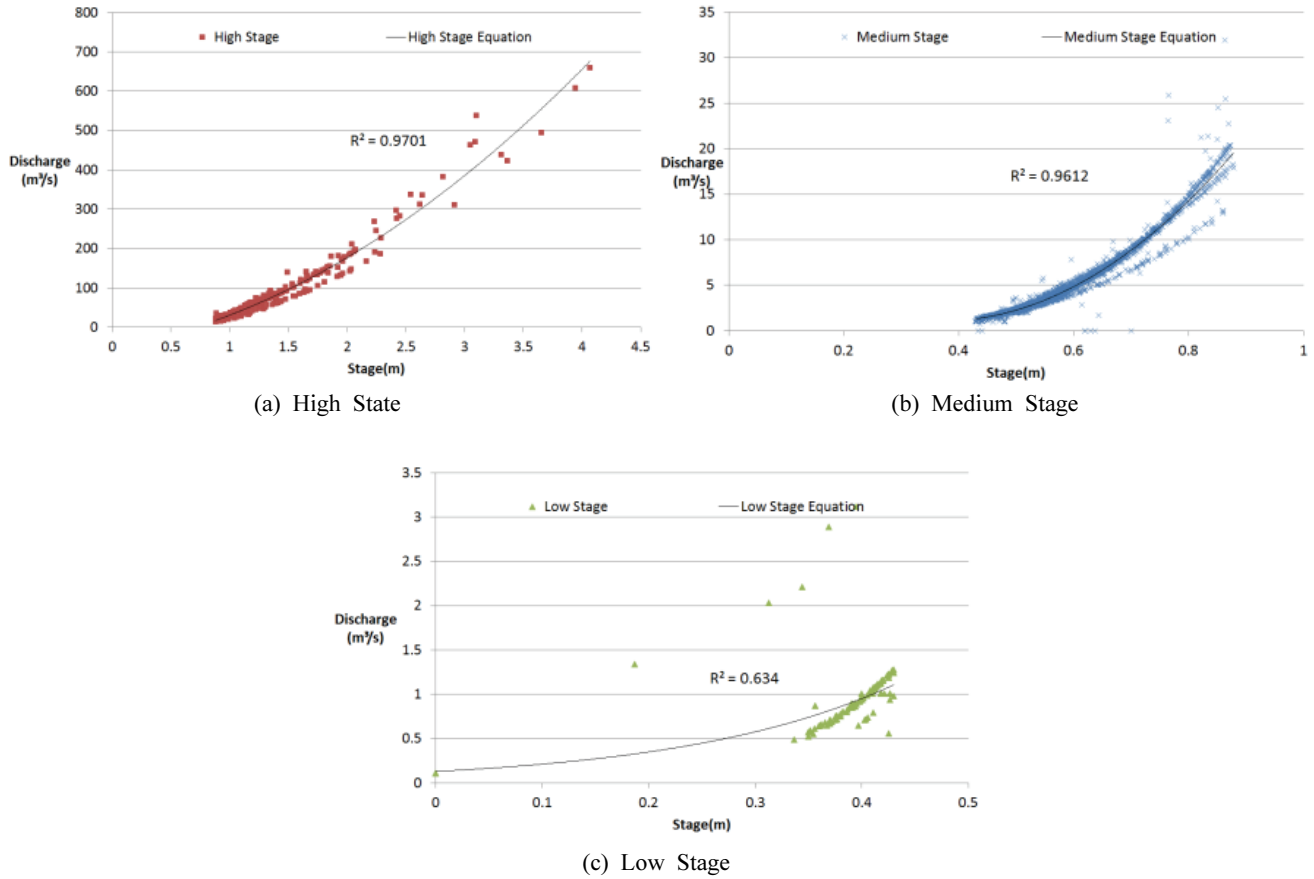 800
700
600
500
400
300
200
100
0
High Stage
High Stage Equation
R² = 0.9701
Discharge
(m³/s)
0 0.5 1 1.5 2 2.5 3 3.5 4 4.5
Stage(m)
(a) High State
35
30
25
20
15
10
5
0
Medium Stage
Medium Stage Equation
R² = 0.9612
Discharge
(m³/s)
0 0.2 0.4 0.6 0.8 1
Stage(m)
(b) Medium Stage
3.5
3
2.5
2
1.5
1
0.5
0
Low Stage
Low Stage Equation
R² = 0.634
Discharge
(m³/s)
0 0.1 0.2 0.3 0.4 0.5
Stage(m)
(c) Low Stage